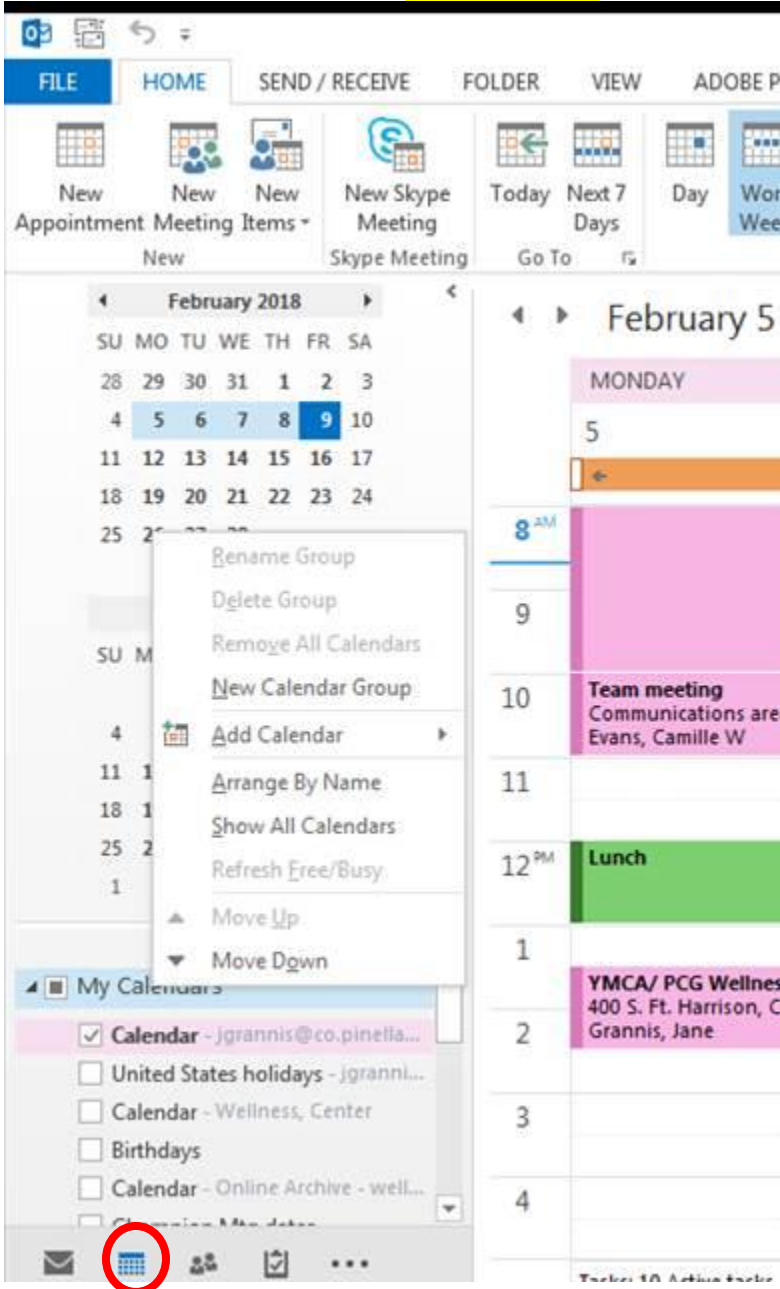 FILE HOME SEND / RECEIVE FOLDER VIEW ADOBE P
New Appointment
New Meeting
New Items
New Skype Meeting
Today
Next 7 Days
Day
New
Skype Meeting
Go To
February 2018
SU MO TU WE TH FR SA
28 29 30 31 1 2 3
4 5 6 7 8 9 10
11 12 13 14 15 16 17
18 19 20 21 22 23 24
25
SU M
4
11 1
18 1
25 2
1
Rename Group
Delete Group
Remove All Calendars
New Calendar Group
Add Calendar
Arrange By Name
Show All Calendars
Refresh Free/Busy
Move Up
Move Down
My Calendars
Calendar - jgrannis@co.pinella...
United States holidays - jgranni...
Calendar - Wellness, Center
Birthdays
Calendar - Online Archive - well...
February 5
MONDAY
5
8 AM
9
10
Team meeting
Communications are
Evans, Camille W
11
12 PM
Lunch
1
YMCA/ PCG Wellnes
400 S. Ft. Harrison, C
Grannis, Jane
2
3
4